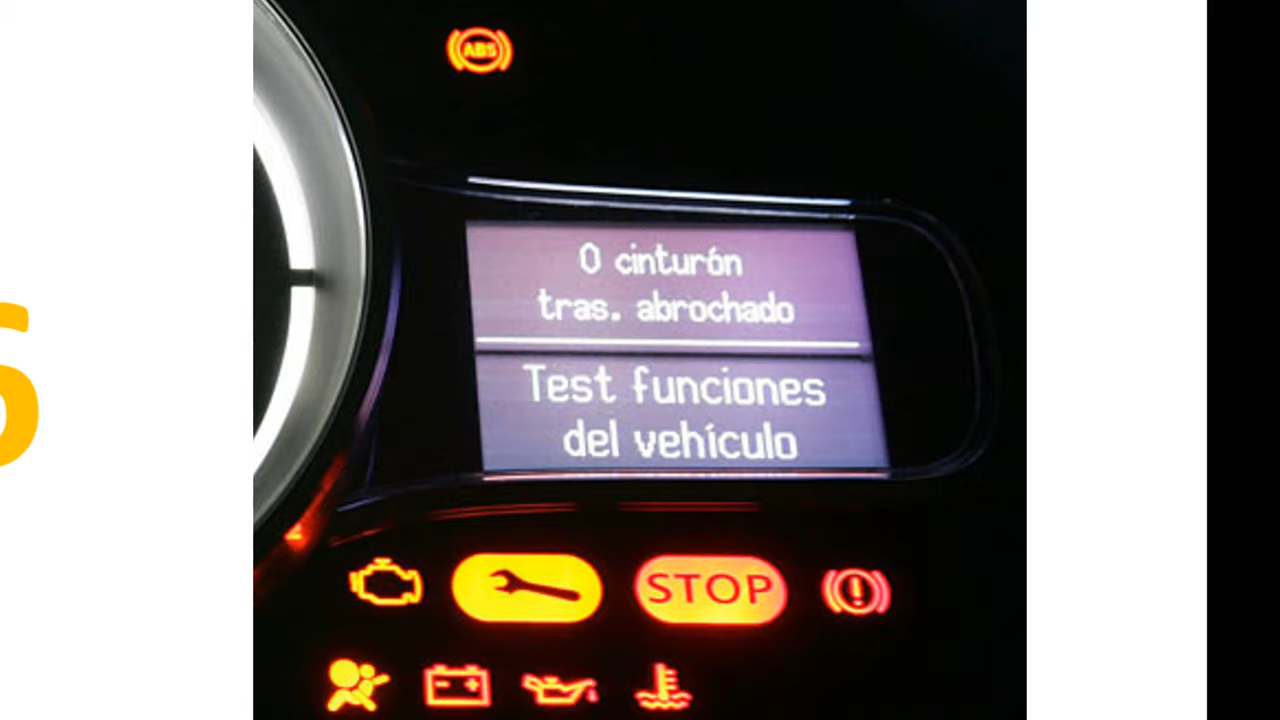 ABS
0 cinturón
tras. abrochado
Test funciones
del vehículo
STOP